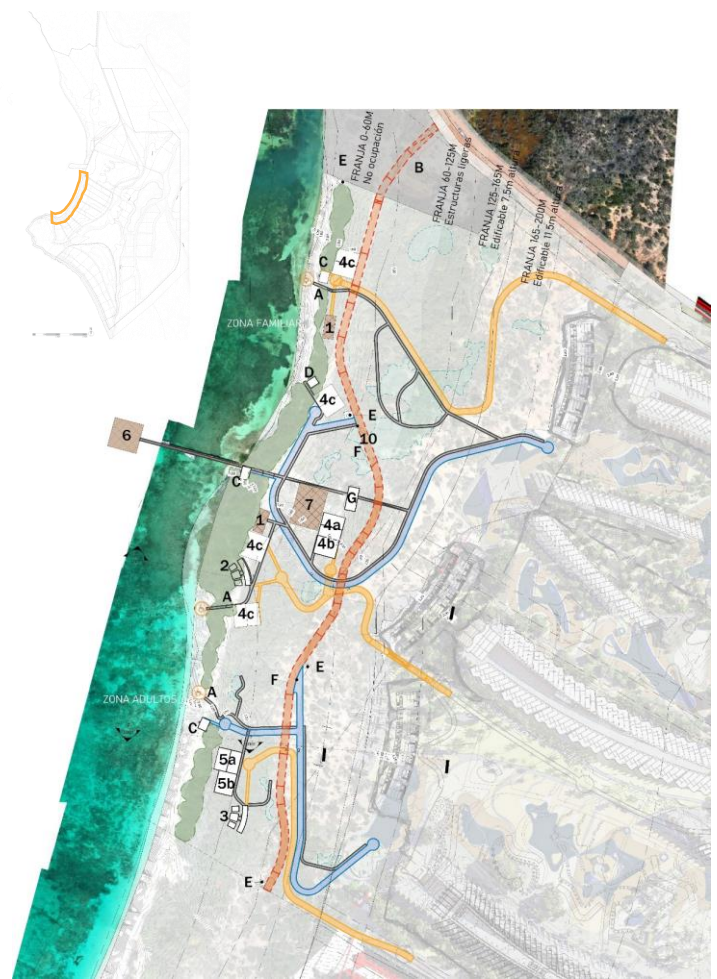 FRANJA 0-60M
No ocupación
FRANJA 60-125M
Estructuras ligeras
FRANJA 125-165M
Edificable 7.5m altura
FRANJA 165-200M
Edificable 11.5m altura
E
B
C
4c
A
ZONA FAMILIAR
1
D
4c
E
10
F
6
C
G
7
1
4a
4b
4c
2
A
4c
I
E
F
A
ZONA ADULTOS
C
I
I
5a
5b
3
E